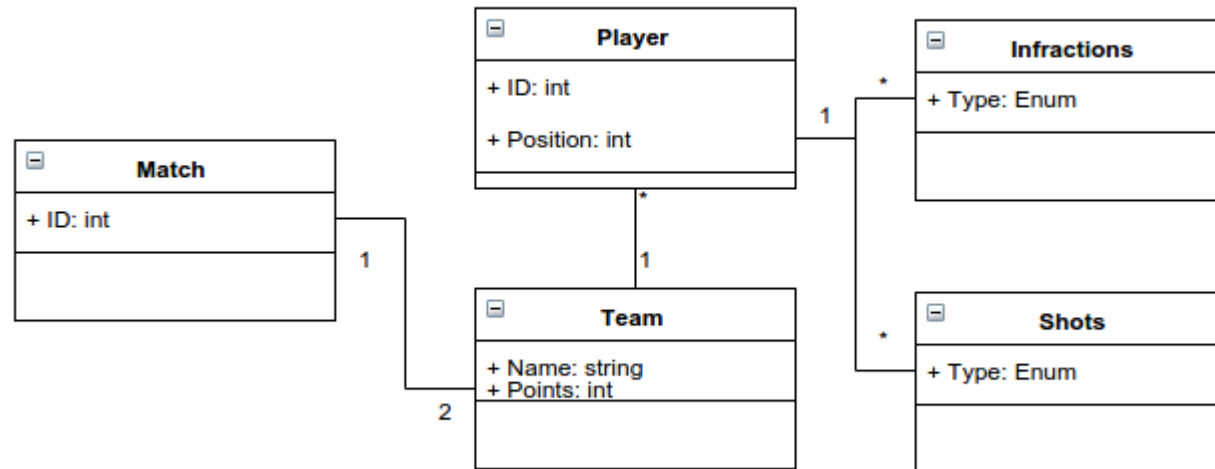 Player
+ ID: int
+ Position: int
Infractions
+ Type: Enum
*
1
Match
+ ID: int
1
*
1
Team
+ Name: string
+ Points: int
2
Shots
+ Type: Enum
*